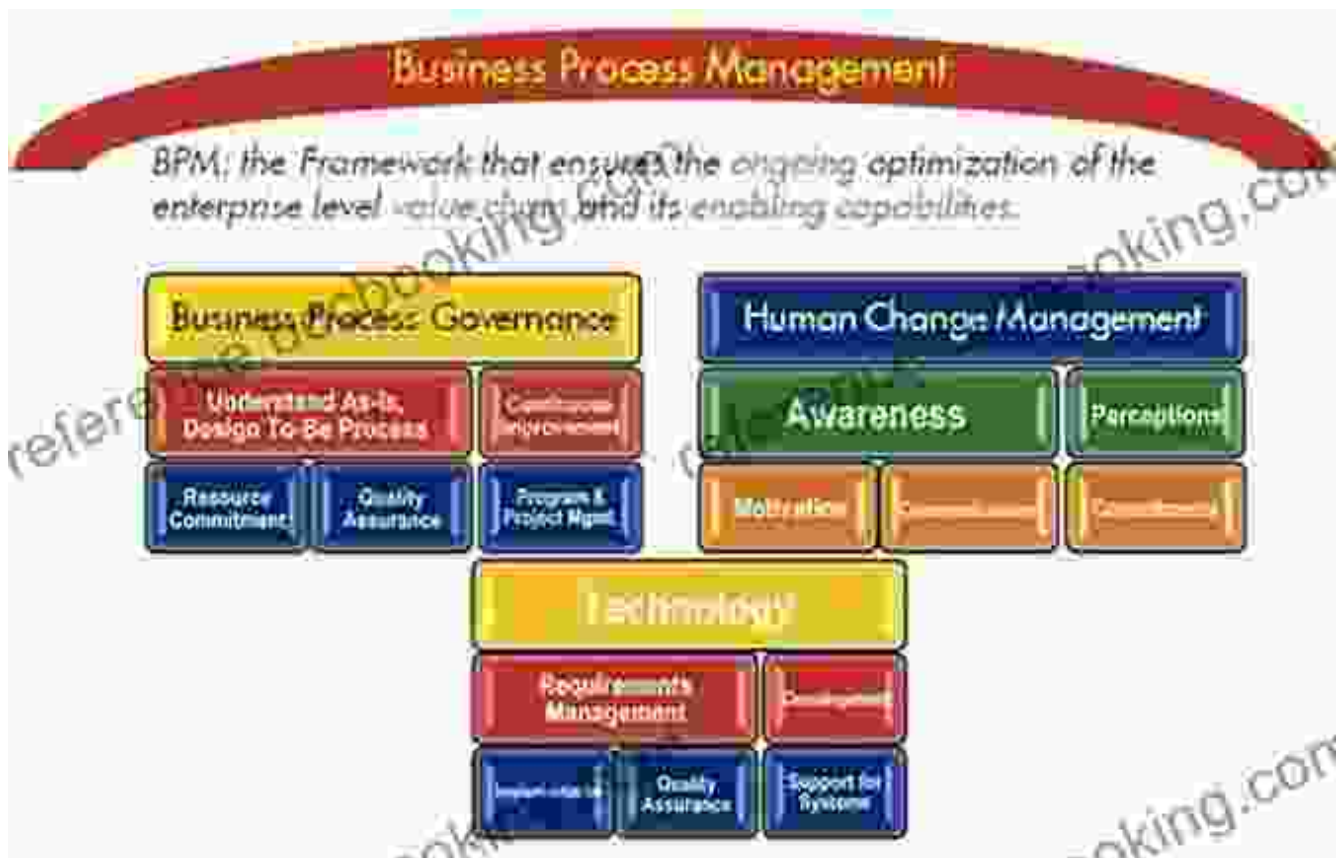 Business Process Management
BPM, the Framework that ensures the ongoing optimization of the
enterprise level value chain and its enabling capabilities.
Business Process Governance
Human Change Management
Understand As-Is,
Design To Be Process
Continuous
Improvement
Awareness
Perceptions
Resource
Commitment
Quality
Assurance
Program &
Project Mgmt
Motivation
Technology
Requirements
Management
Development
Quality
Assurance
Support for
Systems